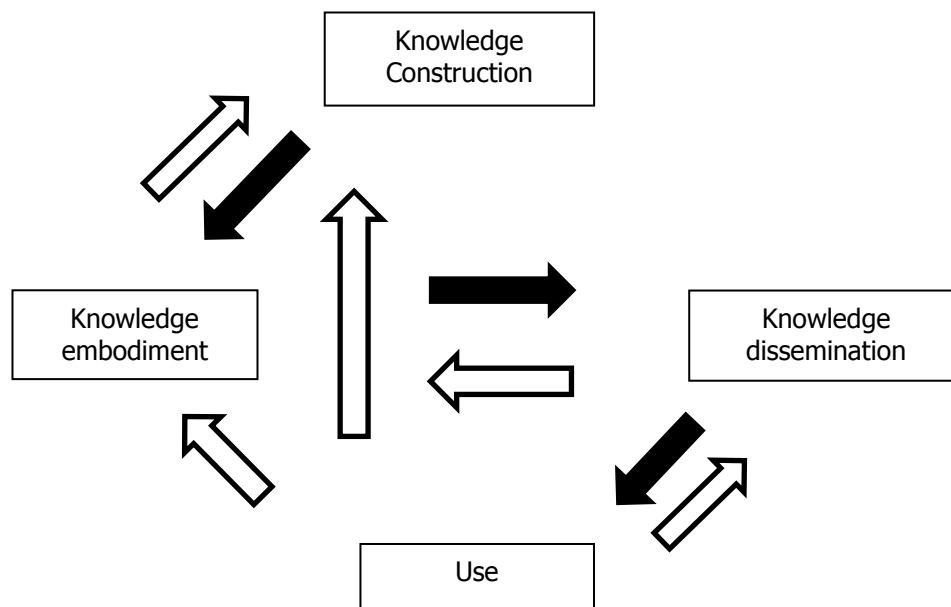 Knowledge
Construction
Knowledge
embodiment
Knowledge
dissemination
Use